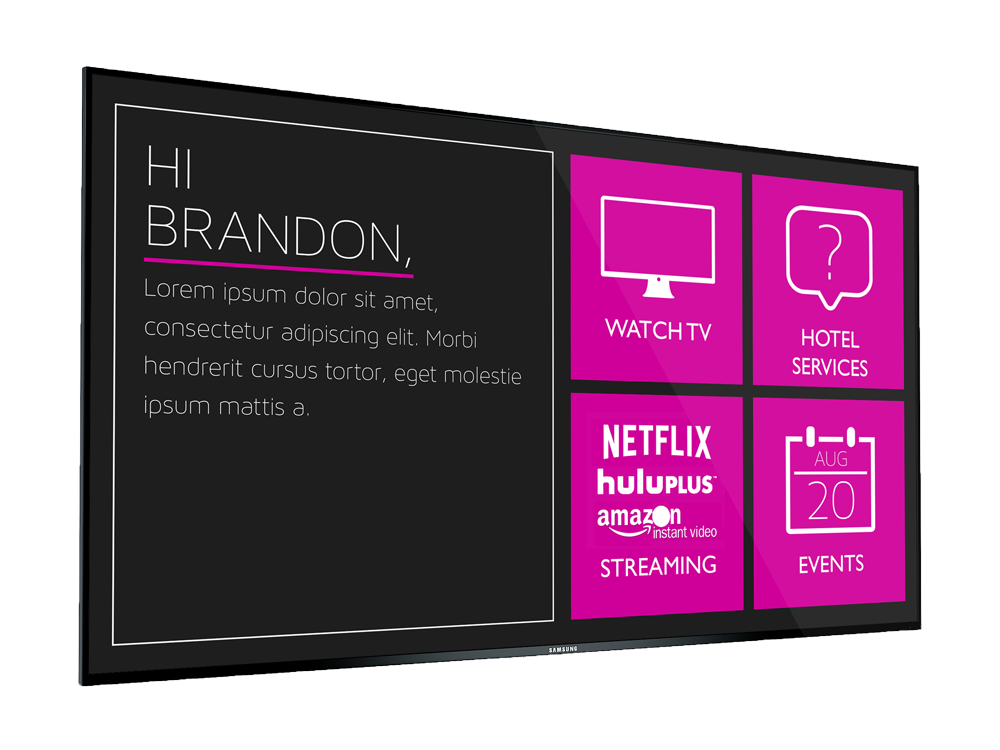 HI
BRANDON,
Lorem ipsum dolor sit amet,
consectetur adipiscing elit. Morbi
hendrerit cursus tortor, eget molestie
ipsum mattis a.
WATCH TV
?
HOTEL
SERVICES
NETFLIX
huluPLUS™
amazon
instant video
STREAMING
AUG
20
EVENTS
SAMSUNG